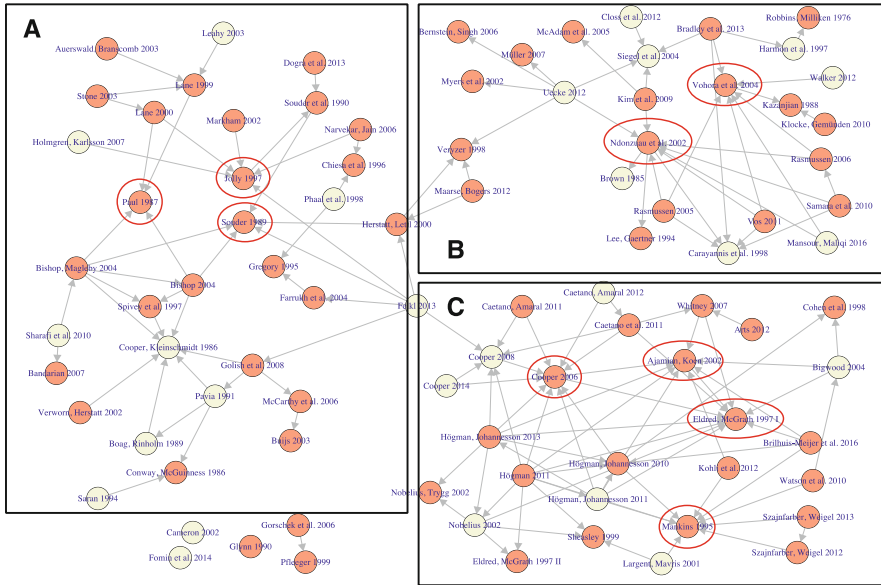 A
Leahy 2003
Auerswald, Branscomb 2003
Dogra et al. 2013
Stone 2003
Lane 1999
Souder et al. 1990
Lane 2000
Markham 2002
Narvekar, Jain 2006
Holmgren, Karlsson 2007
Chiesa et al. 1996
Jolly 1997
Paul 1987
Phaal et al. 1998
Souder 1989
Herstatt, Lettl 2000
Bishop, Magleby 2004
Gregory 1995
Bishop 2004
Spivey et al. 1997
Farrukh et al. 2004
Felkl 2013
Sharafi et al. 2010
Cooper, Kleinschmidt 1986
Bandarian 2007
Golish et al. 2008
Pavia 1991
McCarthy et al. 2006
Verworn, Herstatt 2002
Boag, Rinholm 1989
Buijs 2003
Conway, McGuinness 1986
Saran 1994
Cameron 2002
Gorschek et al. 2006
Glynn 1990
Fomin et al. 2014
Pfleeger 1999
B
Bernstein, Singh 2006
McAdam et al. 2005
Closs et al. 2012
Bradley et al. 2013
Robbins, Milliken 1976
Müller 2007
Siegel et al. 2004
Harmon et al. 1997
Myers et al. 2002
Uecke 2012
Vohora et al. 2004
Walker 2012
Kim et al. 2009
Kazanjian 1988
Klocke, Gemünden 2010
Ndonzuau et al. 2002
Veryzer 1998
Rasmussen 2006
Brown 1985
Maarse, Bogers 2012
Rasmussen 2005
Samara et al. 2010
Vlos 2011
Lee, Gaertner 1994
Carayannis et al. 1998
Mansour, Mafiqi 2016
C
Caetano, Amaral 2011
Caetano, Amaral 2012
Whitney 2007
Cohen et al. 1998
Caetano et al. 2011
Arts 2012
Cooper 2008
Ajamian, Koen 2002
Bigwood 2004
Cooper 2006
Cooper 2014
Eldred, McGrath 1997 I
Högman, Johannesson 2013
Brilhuis-Meijer et al. 2016
Högman, Johannesson 2010
Högman 2011
Kohli et al. 2012
Watson et al. 2010
Nobelius, Trygg 2002
Högman, Johannesson 2011
Nobelius 2002
Mankins 1995
Szajnfarber, Weigel 2013
Sheasley 1999
Szajnfarber, Weigel 2012
Eldred, McGrath 1997 II
Largent, Mavris 2001